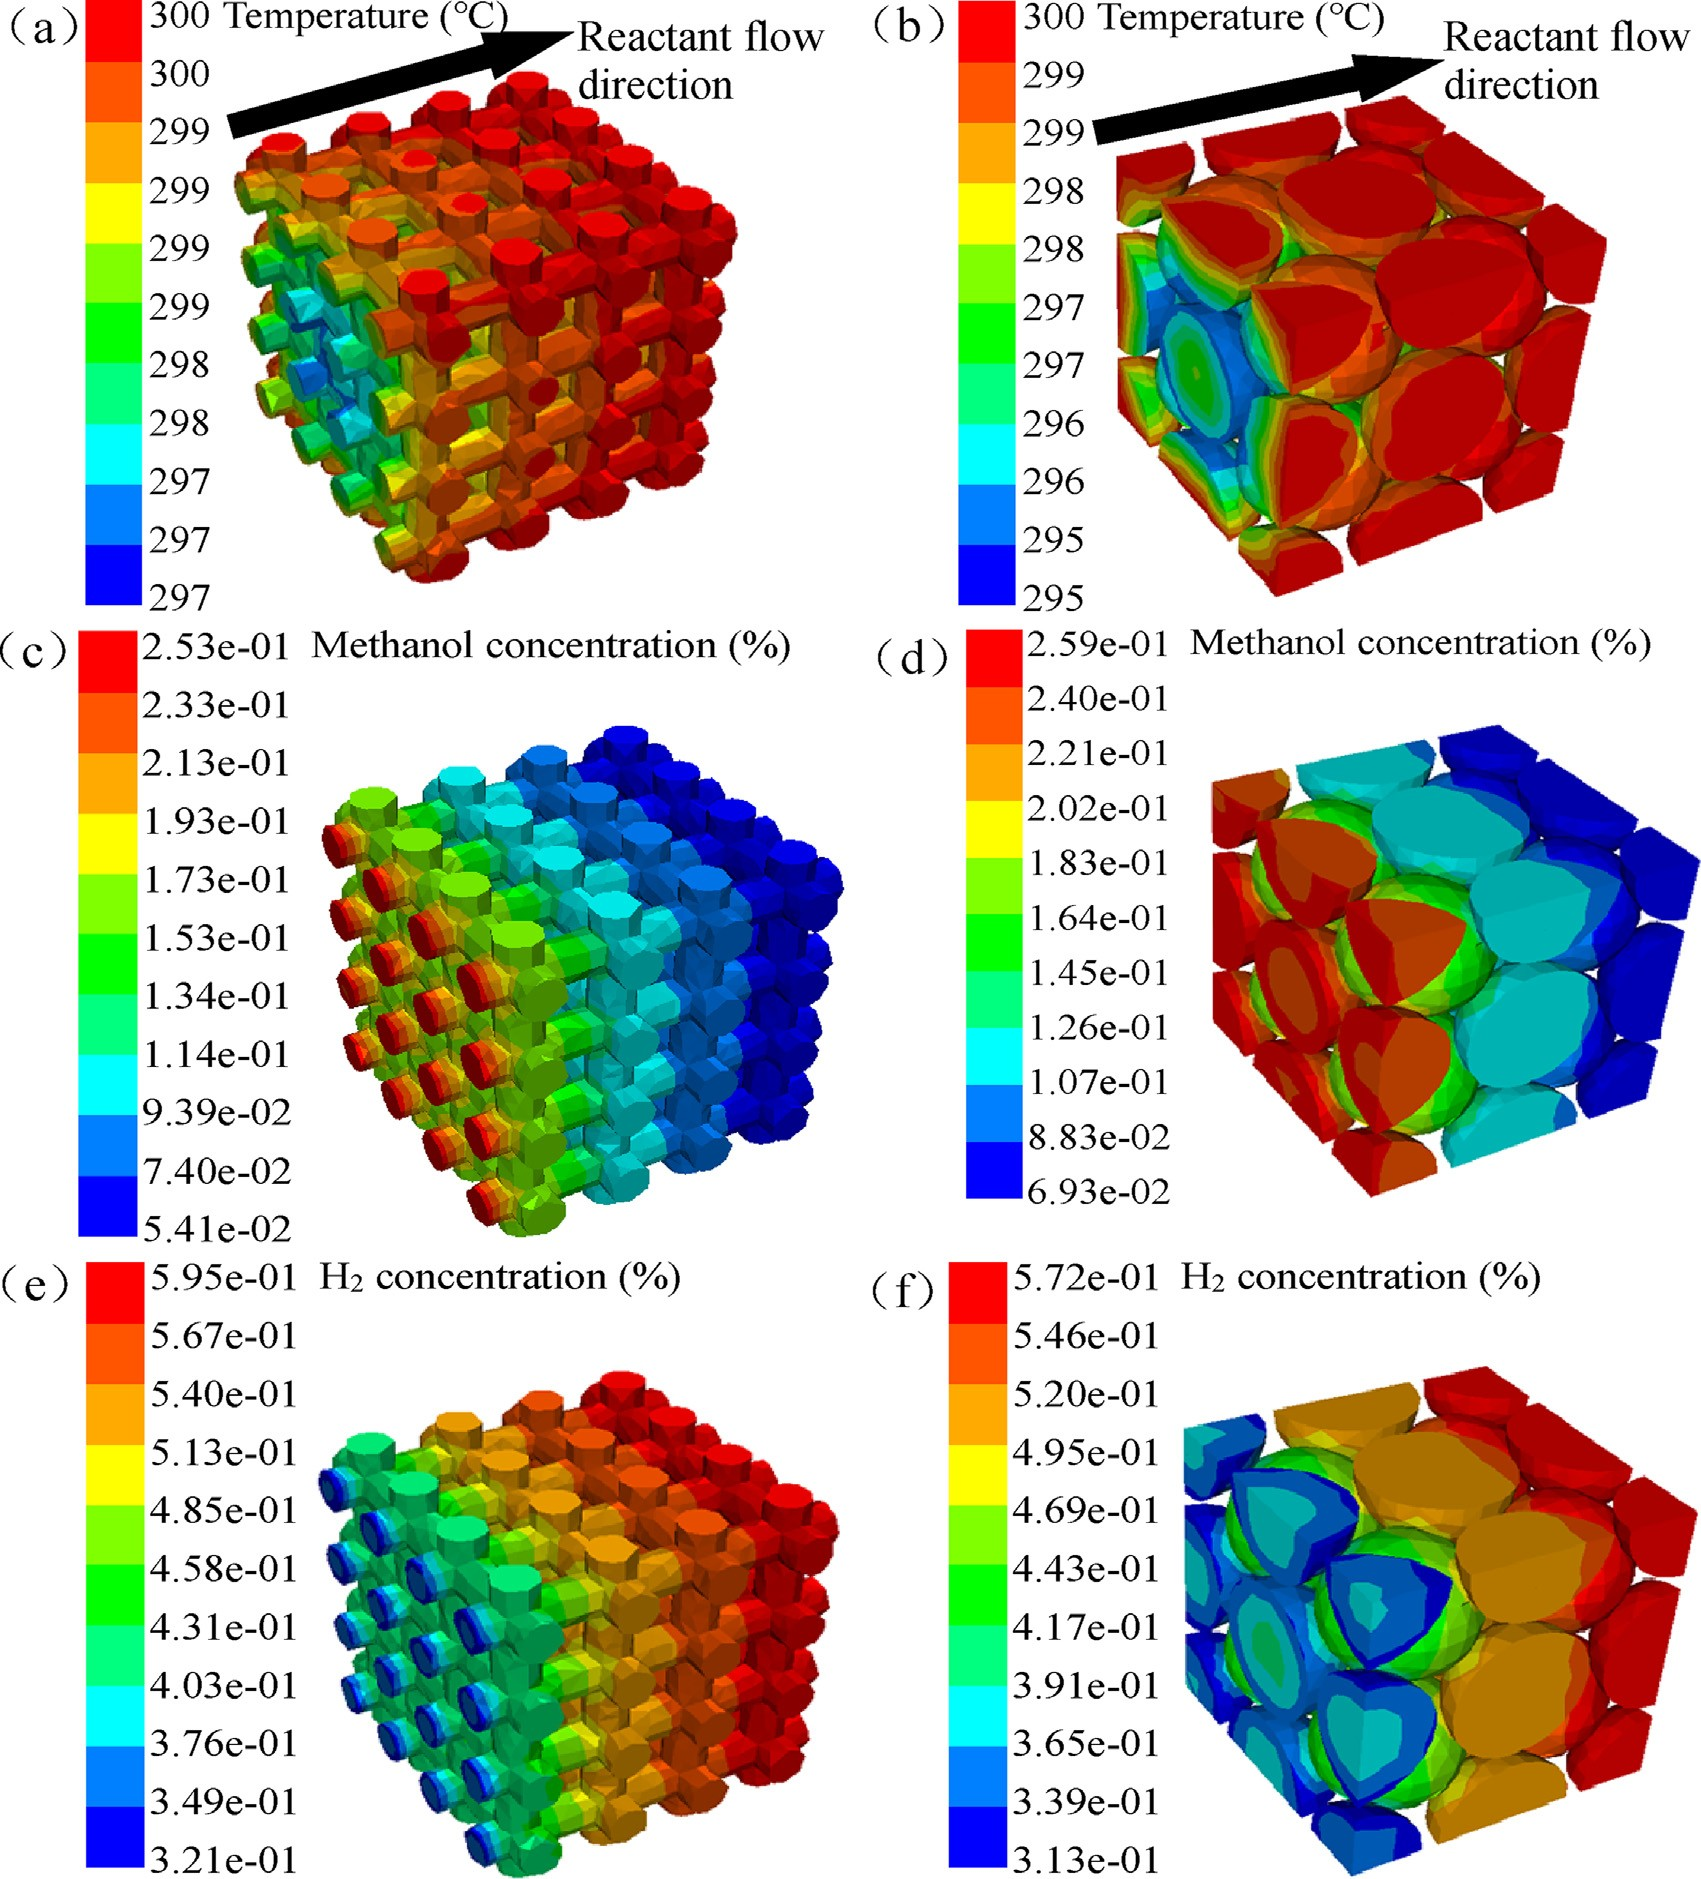 (a)
300 Temperature (℃)
300
299
299
299
299
298
298
297
297
297
Reactant flow
direction
(b)
300 Temperature (℃)
299
299
298
298
297
297
296
296
295
295
Reactant flow
direction
(c)
2.53e-01 Methanol concentration (%)
2.33e-01
2.13e-01
1.93e-01
1.73e-01
1.53e-01
1.34e-01
1.14e-01
9.39e-02
7.40e-02
5.41e-02
(d)
2.59e-01 Methanol concentration (%)
2.40e-01
2.21e-01
2.02e-01
1.83e-01
1.64e-01
1.45e-01
1.26e-01
1.07e-01
8.83e-02
6.93e-02
(e)
5.95e-01 H₂ concentration (%)
5.67e-01
5.40e-01
5.13e-01
4.85e-01
4.58e-01
4.31e-01
4.03e-01
3.76e-01
3.49e-01
3.21e-01
(f)
5.72e-01 H₂ concentration (%)
5.46e-01
5.20e-01
4.95e-01
4.69e-01
4.43e-01
4.17e-01
3.91e-01
3.65e-01
3.39e-01
3.13e-01